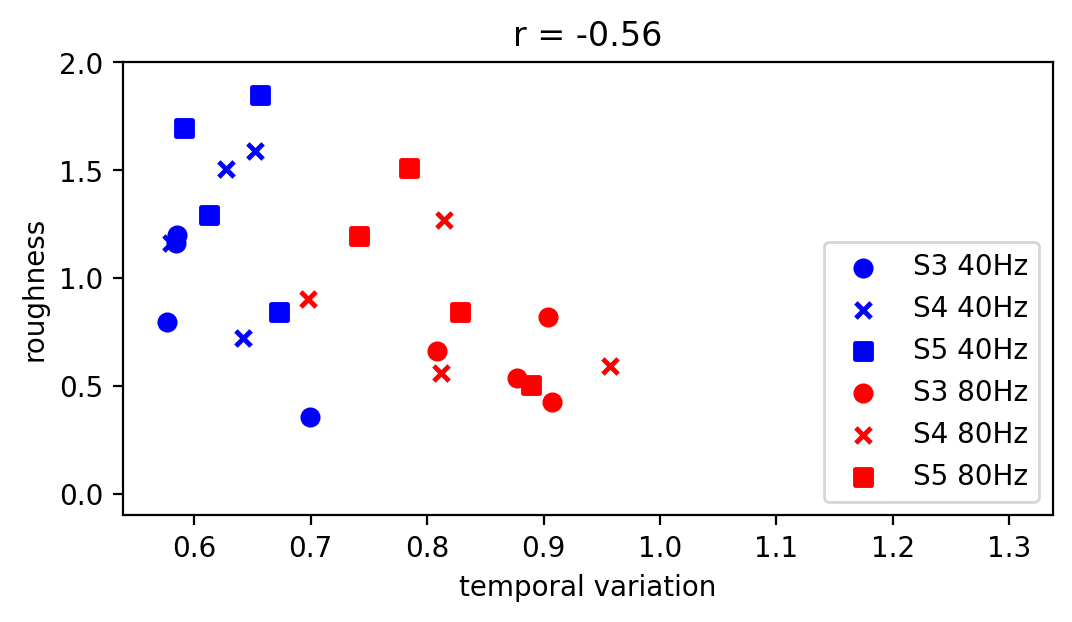 r = -0.56
roughness
2.0
1.5
1.0
0.5
0.0
S3 40Hz
S4 40Hz
S5 40Hz
S3 80Hz
S4 80Hz
S5 80Hz
0.6 0.7 0.8 0.9 1.0 1.1 1.2 1.3
temporal variation